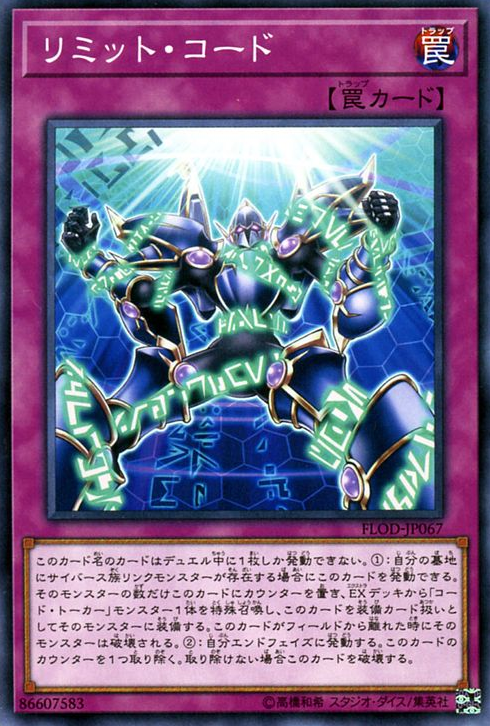 リミット・コード
罠
トラップ
【罠カード】
トラップ
FLOD-JP067
このカード名のカードはデュエル中に1枚しか発動できない。①：自分の墓地
にサイバース族リンクモンスターが存在する場合にこのカードを発動できる。
そのモンスターの数だけこのカードにカウンターを置き、EXデッキから「コー
ド・トーカー」モンスター1体を特殊召喚し、このカードを装備カード扱いと
してそのモンスターに装備する。このカードがフィールドから離れた時にその
モンスターは破壊される。②：自分エンドフェイズに発動する。このカードの
カウンターを1つ取り除く。取り除けない場合このカードを破壊する。
86607583
©高橋和希 スタジオ・ダイス/集英社